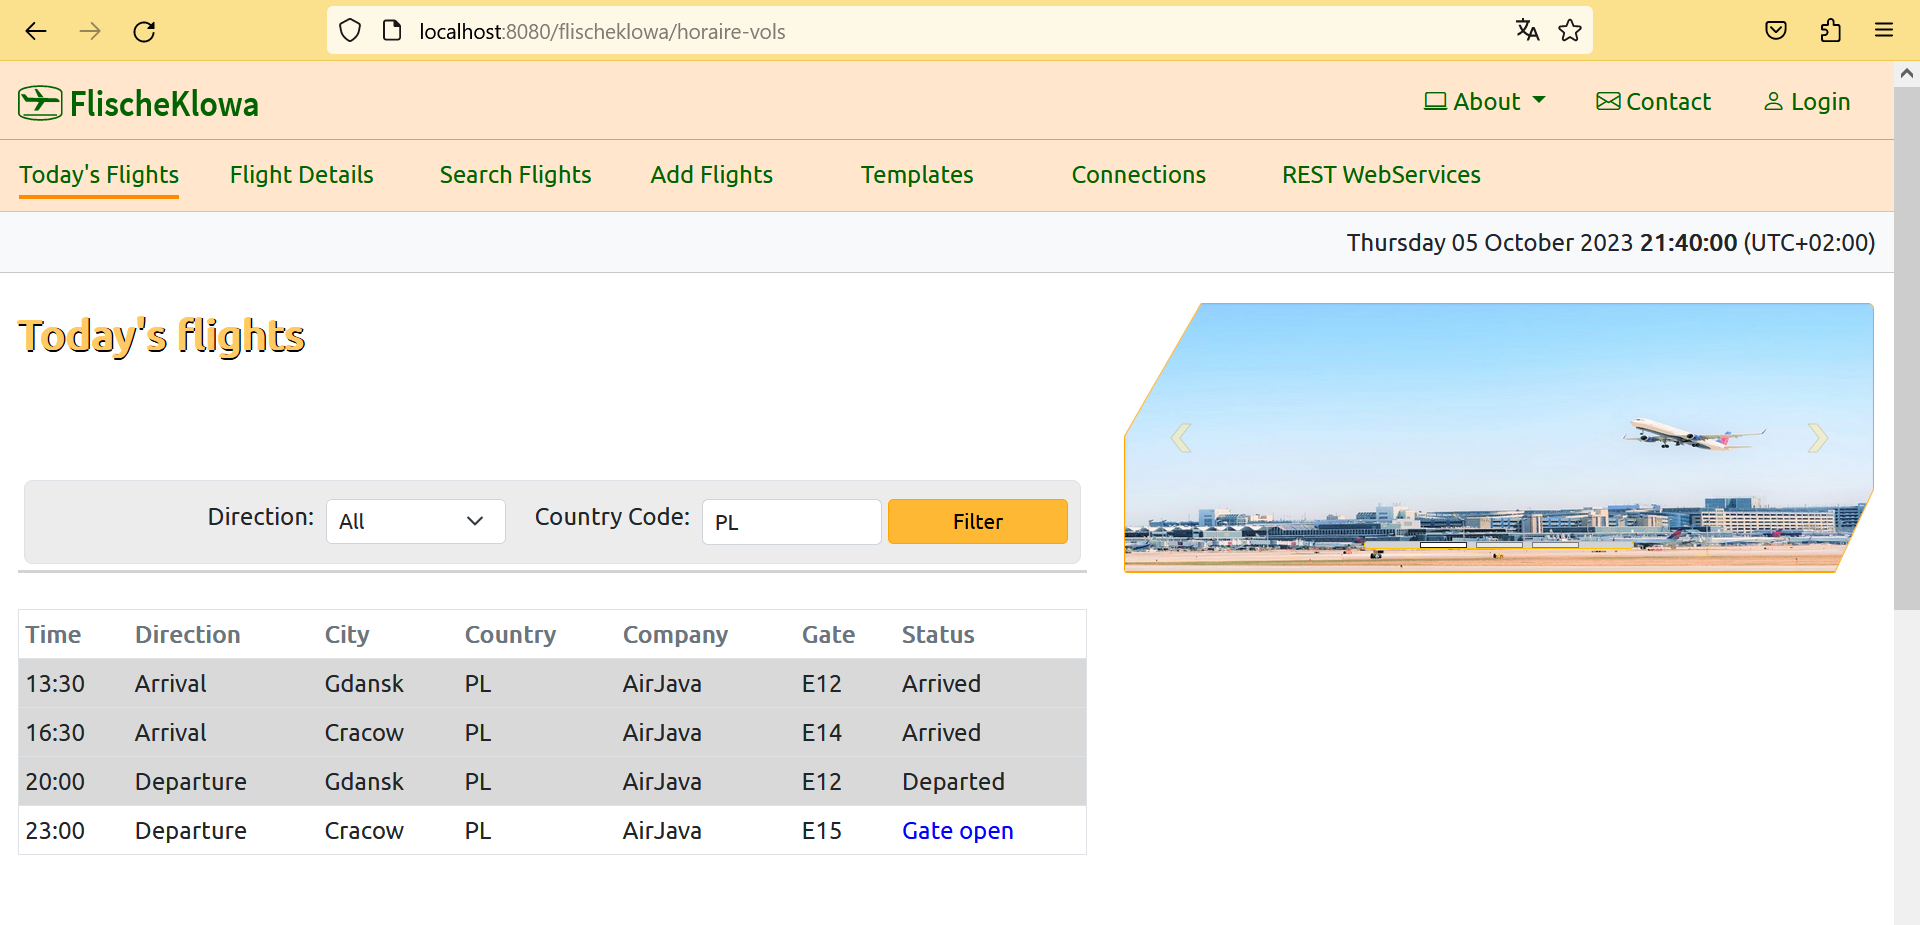 localhost:8080/flischeklowa/horaire-vols
FlischeKlowa
About
Contact
Login
Today's Flights Flight Details Search Flights Add Flights Templates Connections REST WebServices
Thursday 05 October 2023 21:40:00 (UTC+02:00)
Today's flights
Direction: All Country Code: PL Filter
Time Direction City Country Company Gate Status
13:30 Arrival Gdansk PL AirJava E12 Arrived
16:30 Arrival Cracow PL AirJava E14 Arrived
20:00 Departure Gdansk PL AirJava E12 Departed
23:00 Departure Cracow PL AirJava E15 Gate open